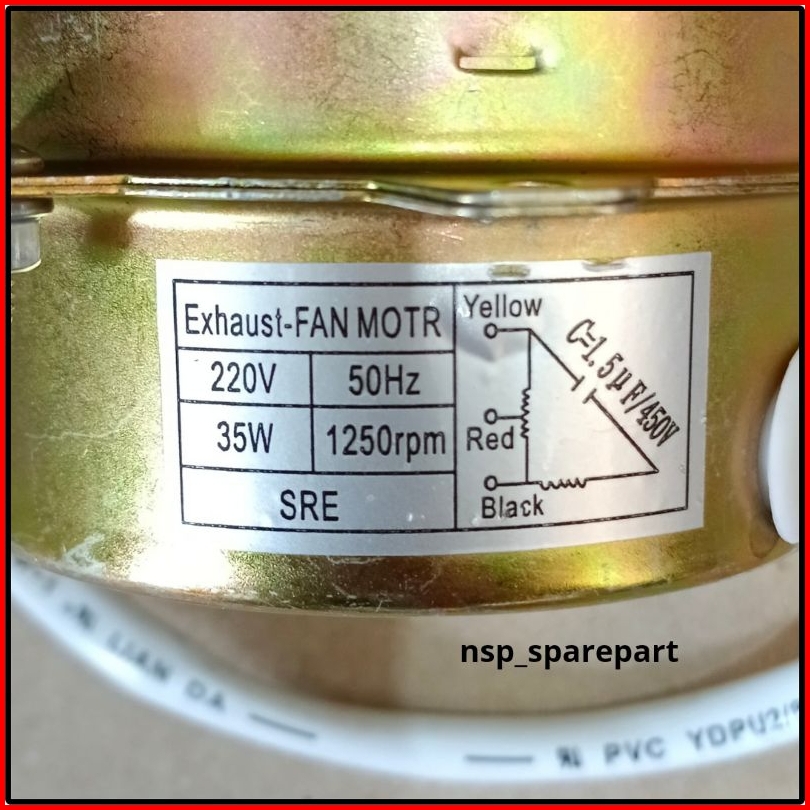 Exhaust-FAN MOTR
220V 50Hz
35W 1250rpm
SRE
Yellow
C=1.5μF/450V
Red
Black
nsp_sparepart
LIAN DA
PVC YDPU2/